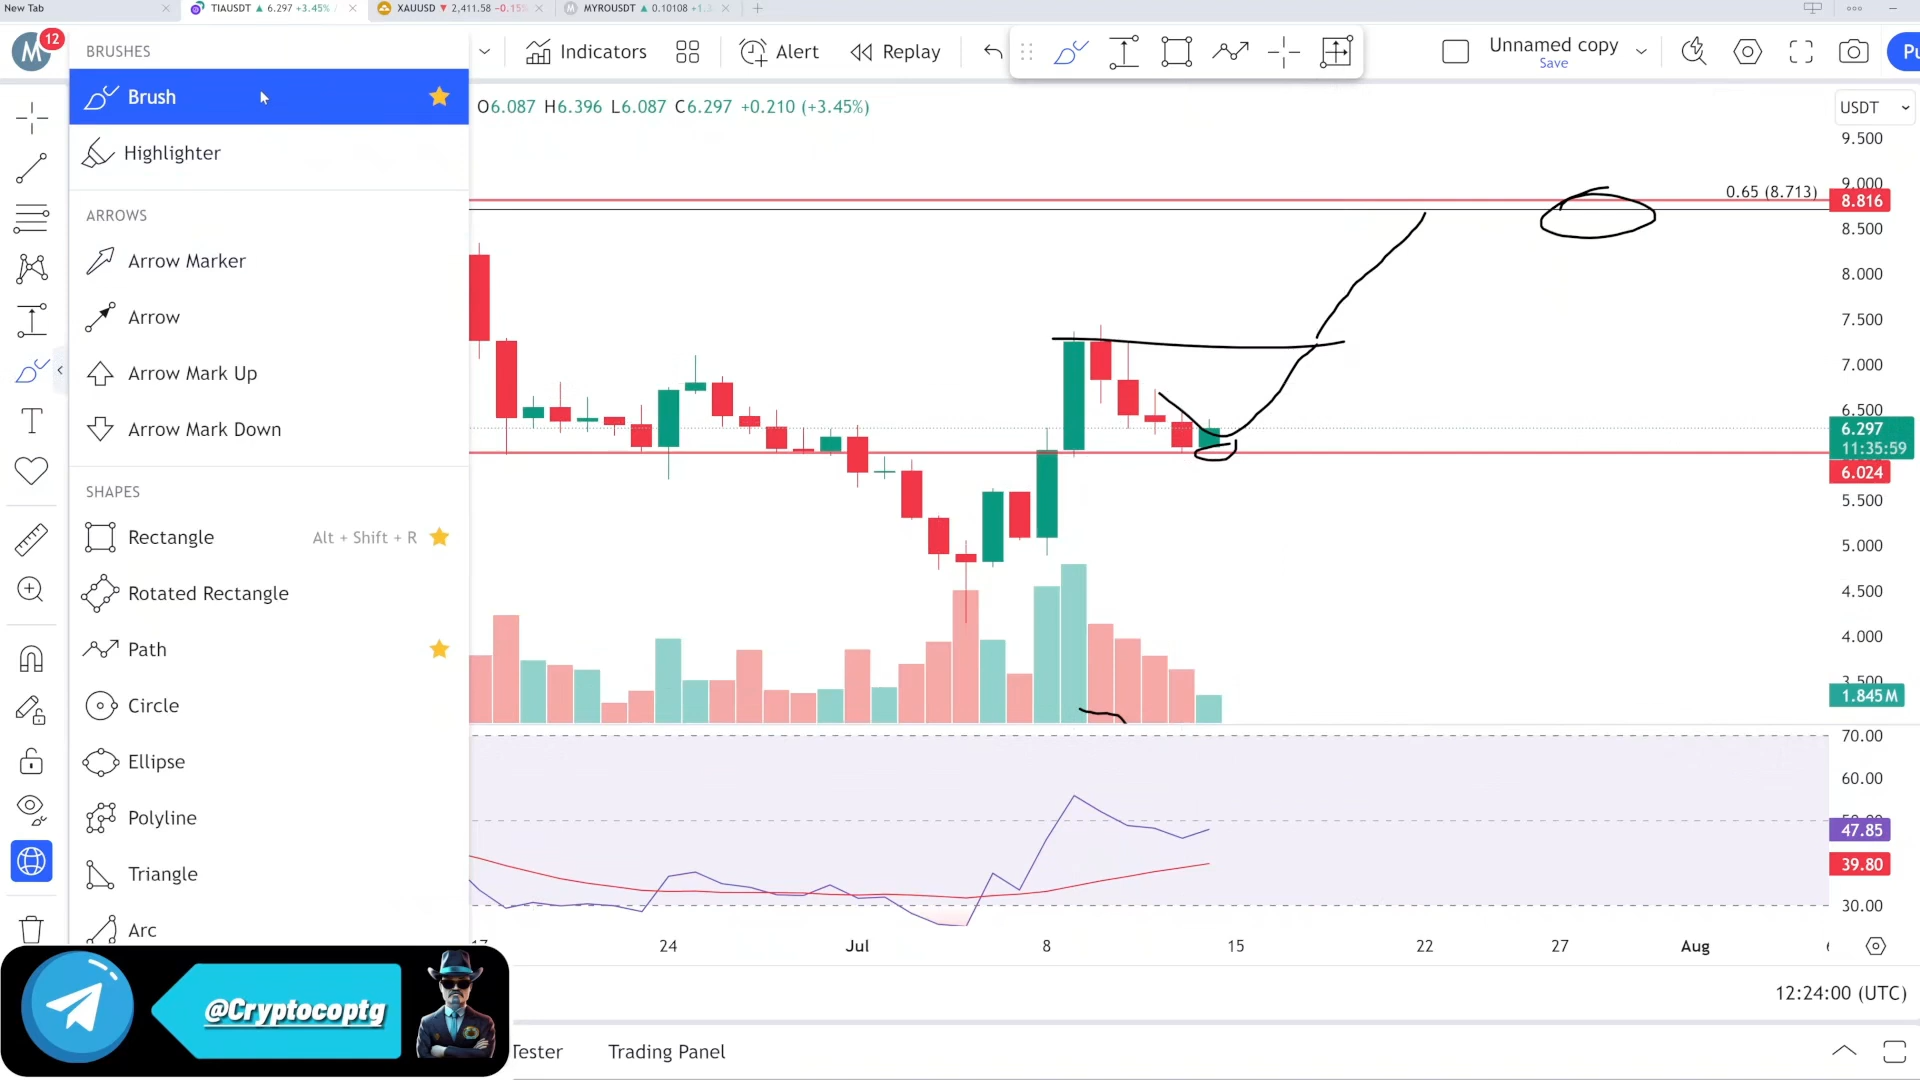 New Tab
TIAUSDT ▲ 6.297 +3.45%
XAUUSD ▼ 2,411.58 −0.15%
MYROUSDT ▲ 0.10108
M
12
BRUSHES
Indicators
Alert
Replay
Unnamed copy
Save
Brush
O6.087 H6.396 L6.087 C6.297 +0.210 (+3.45%)
USDT
Highlighter
ARROWS
Arrow Marker
Arrow
Arrow Mark Up
Arrow Mark Down
SHAPES
Rectangle
Alt + Shift + R
Rotated Rectangle
Path
Circle
Ellipse
Polyline
Triangle
Arc
0.65 (8.713)
9.500
9.000
8.816
8.500
8.000
7.500
7.000
6.500
6.297
11:35:59
6.024
5.500
5.000
4.500
4.000
3.500
1.845 M
70.00
60.00
47.85
39.80
30.00
24
Jul
8
15
22
27
Aug
12:24:00 (UTC)
@Cryptocoptg
Tester
Trading Panel